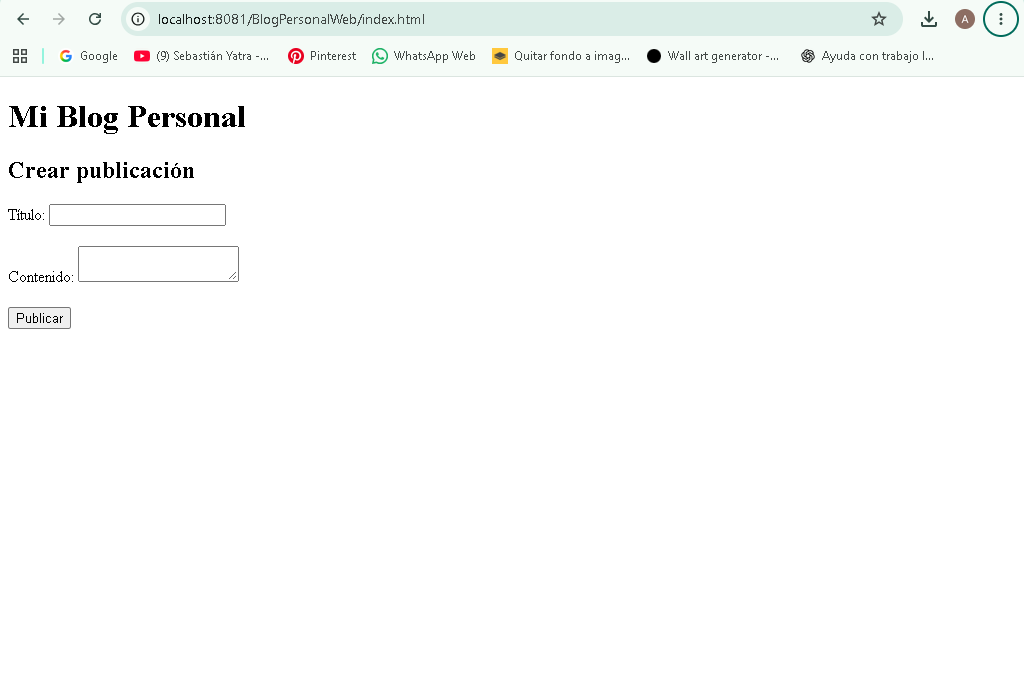 localhost:8081/BlogPersonalWeb/index.html
A
Google
(9) Sebastián Yatra -...
Pinterest
WhatsApp Web
Quitar fondo a imag...
Wall art generator -...
Ayuda con trabajo l...
Mi Blog Personal
Crear publicación
Título:
Contenido:
Publicar